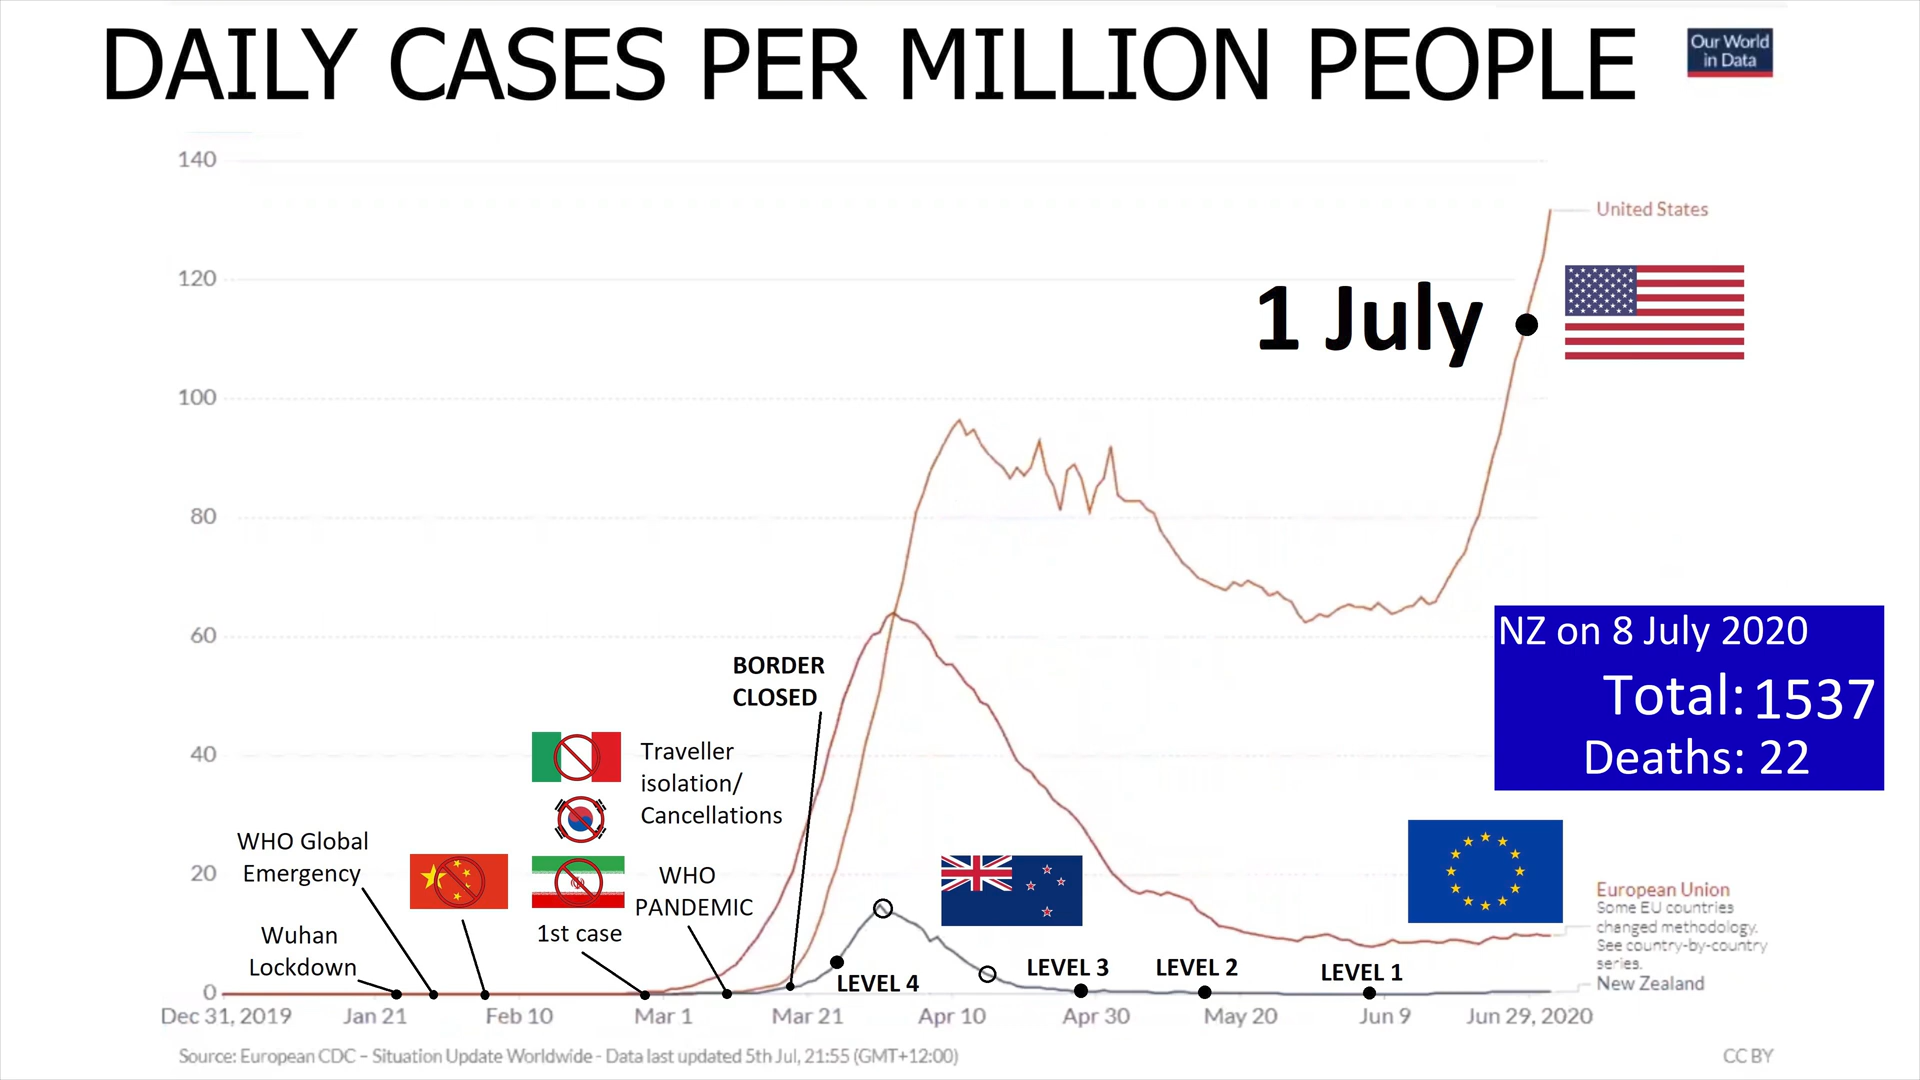 DAILY CASES PER MILLION PEOPLE
Our World
in Data
140
120
100
80
60
40
20
0
United States
1 July
NZ on 8 July 2020
Total: 1537
Deaths: 22
BORDER
CLOSED
Traveller
isolation/
Cancellations
WHO Global
Emergency
WHO
PANDEMIC
1st case
Wuhan
Lockdown
LEVEL 4
LEVEL 3
LEVEL 2
LEVEL 1
European Union
Some EU countries
changed methodology.
See country-by-country
series.
New Zealand
Dec 31, 2019
Jan 21
Feb 10
Mar 1
Mar 21
Apr 10
Apr 30
May 20
Jun 9
Jun 29, 2020
Source: European CDC – Situation Update Worldwide - Data last updated 5th Jul, 21:55 (GMT+12:00)
CC BY